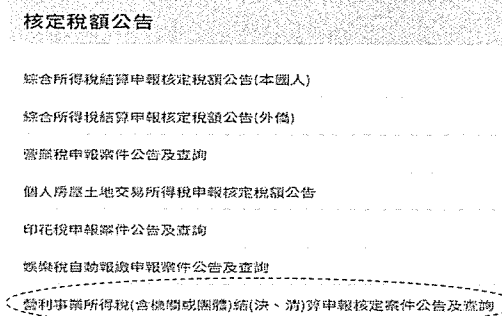 核定稅額公告
綜合所得稅結算申報核定稅額公告(本國人)
綜合所得稅結算申報核定稅額公告(外僑)
營業稅申報案件公告及查詢
個人房屋土地交易所得稅申報核定稅額公告
印花稅申報案件公告及查詢
娛樂稅自動報繳申報案件公告及查詢
營利事業所得稅(含機關或團體)結(決、清)算申報核定案件公告及查詢